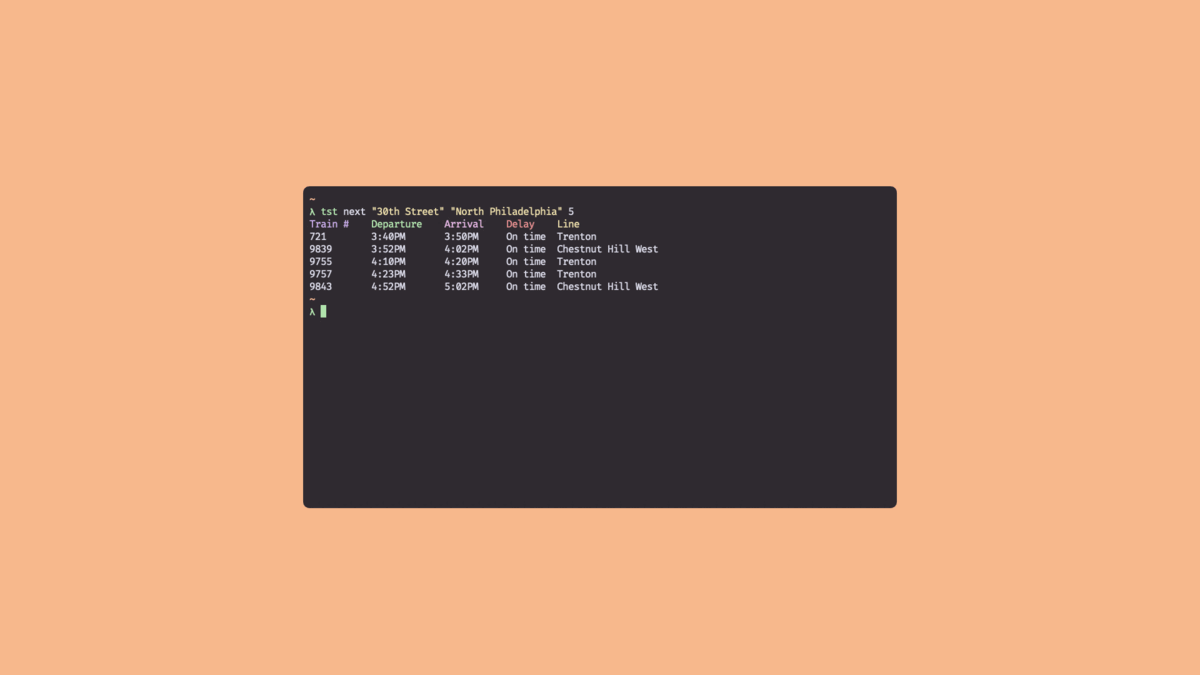 ~
λ tst next "30th Street" "North Philadelphia" 5
Train # Departure Arrival Delay Line
721 3:40PM 3:50PM On time Trenton
9839 3:52PM 4:02PM On time Chestnut Hill West
9755 4:10PM 4:20PM On time Trenton
9757 4:23PM 4:33PM On time Trenton
9843 4:52PM 5:02PM On time Chestnut Hill West
~
λ